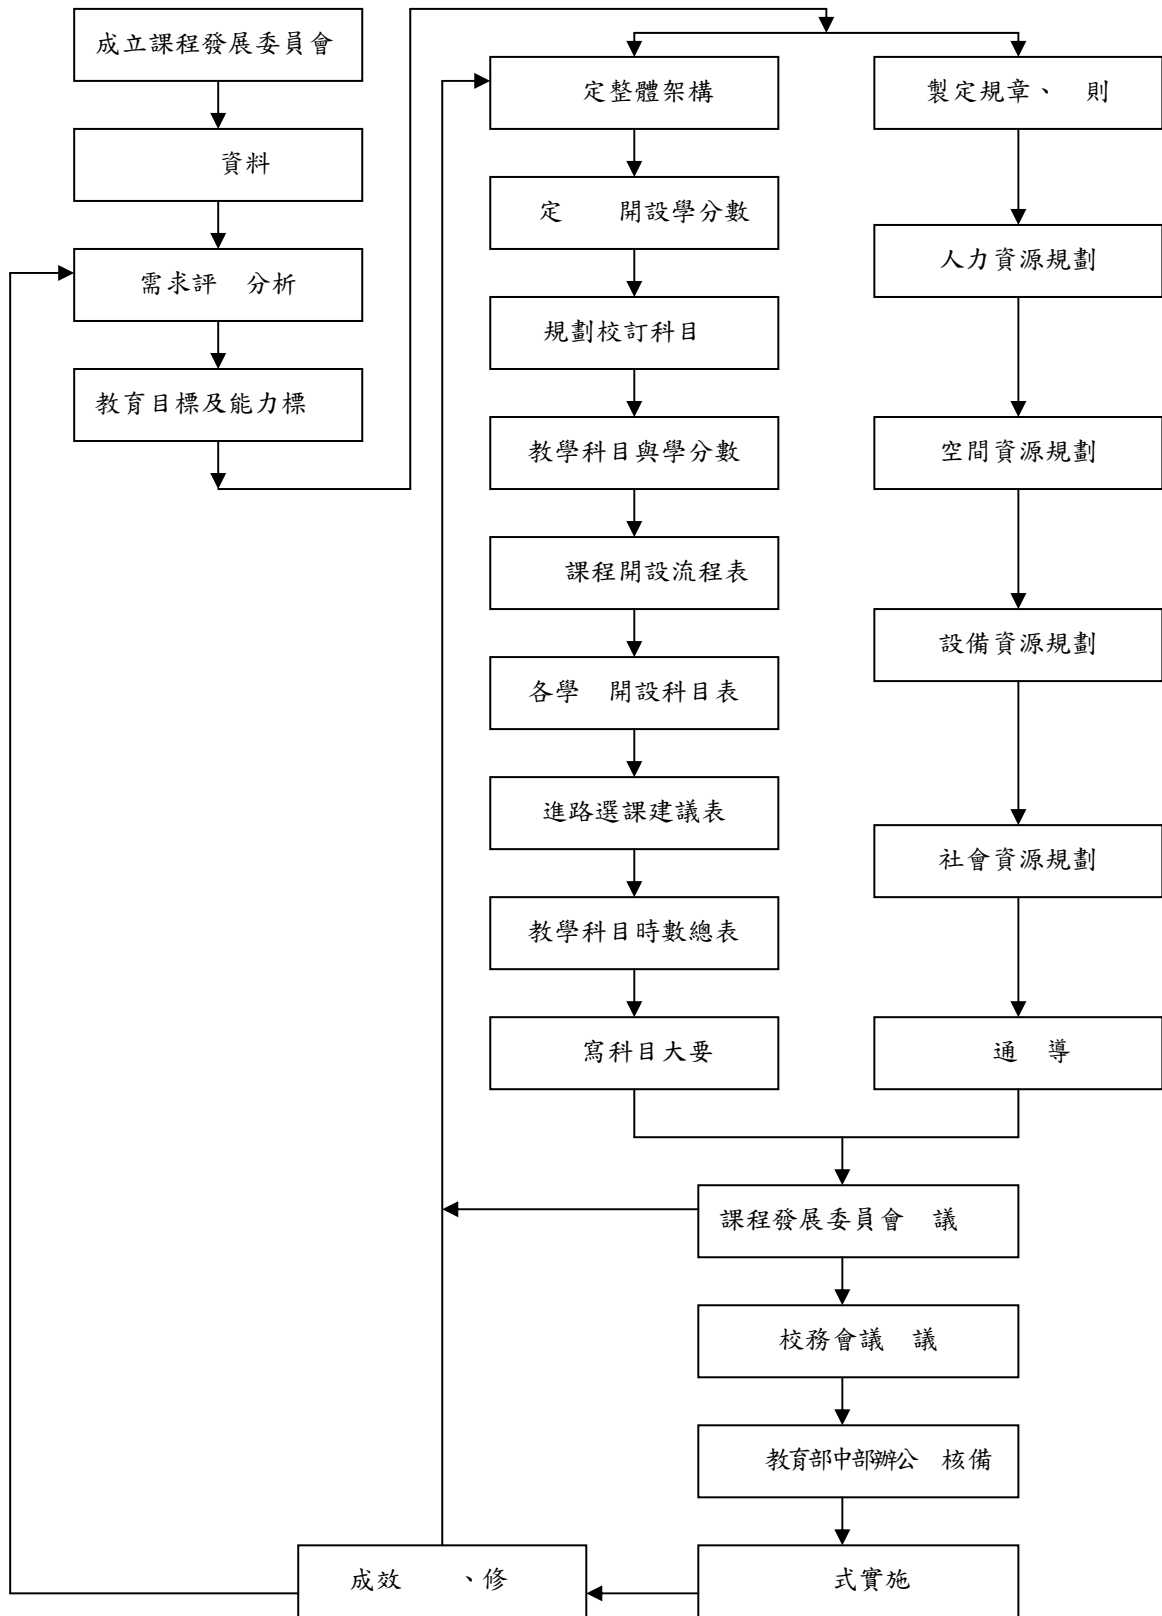 成立課程發展委員會
資料
需求評 分析
教育目標及能力標
定整體架構
定 開設學分數
規劃校訂科目
教學科目與學分數
課程開設流程表
各學 開設科目表
進路選課建議表
教學科目時數總表
寫科目大要
製定規章、 則
人力資源規劃
空間資源規劃
設備資源規劃
社會資源規劃
通 導
課程發展委員會 議
校務會議 議
教育部中部辦公 核備
式實施
成效 、修